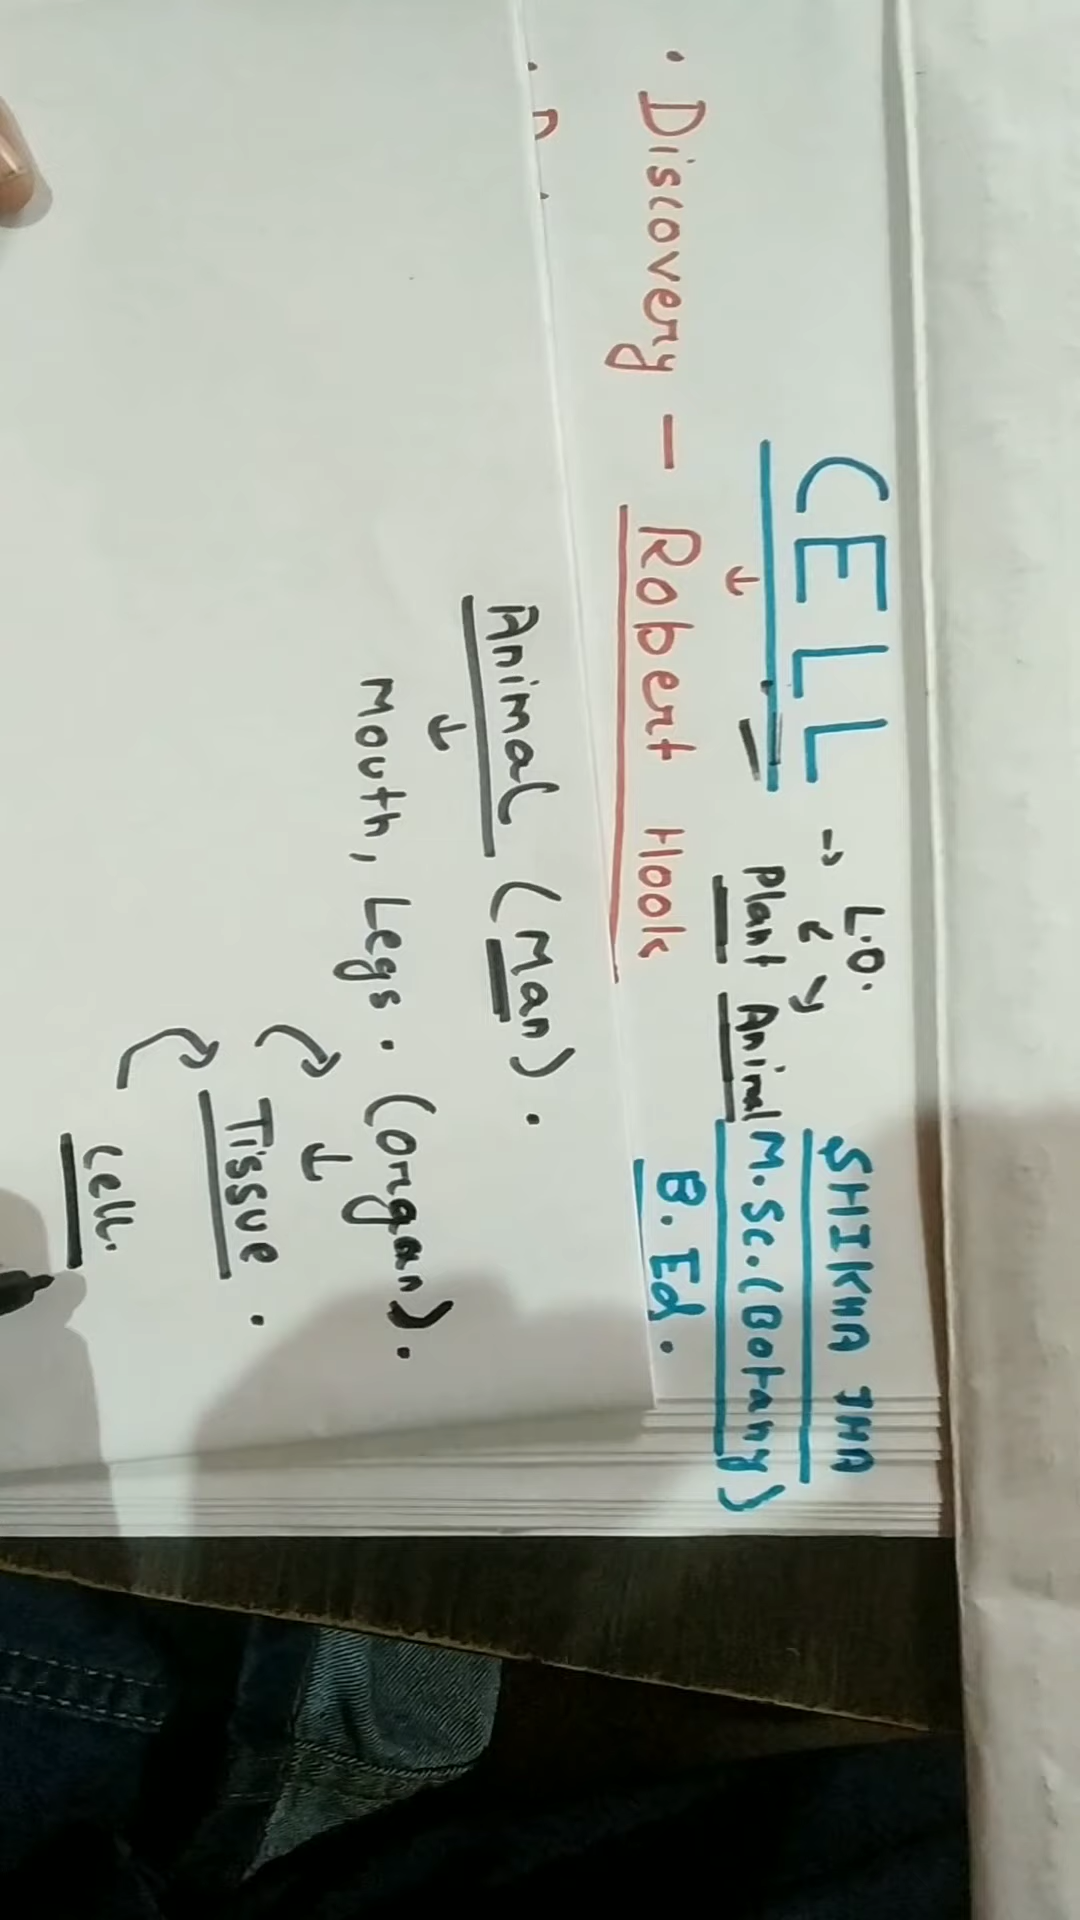 CELL → L.O.
Plant Animal
SHIKHA JHA
M.Sc. (Botany)
B. Ed.
• Discovery - Robert Hook
Animal (Man).
Mouth, Legs. (organ).
Tissue.
Cell.